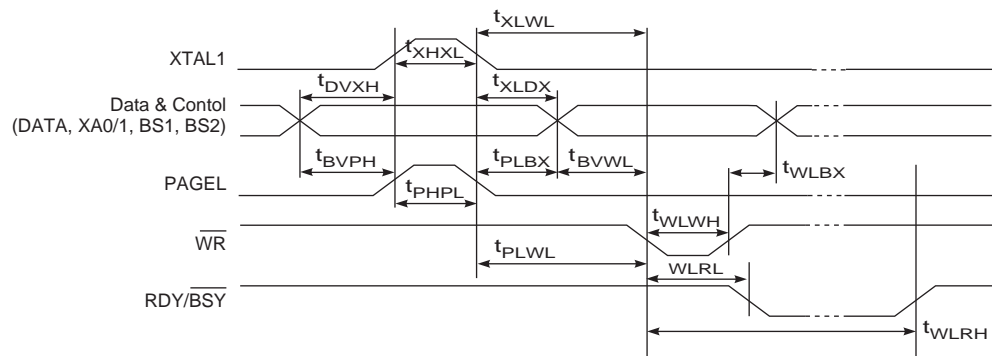 tXLWL
XTAL1
tXHXL
tDVXH
tXLDX
Data & Contol
(DATA, XA0/1, BS1, BS2)
tBVPH
tPLBX
tBVWL
tWLBX
PAGEL
tPHPL
tWLWH
WR
tPLWL
WLRL
RDY/BSY
tWLRH